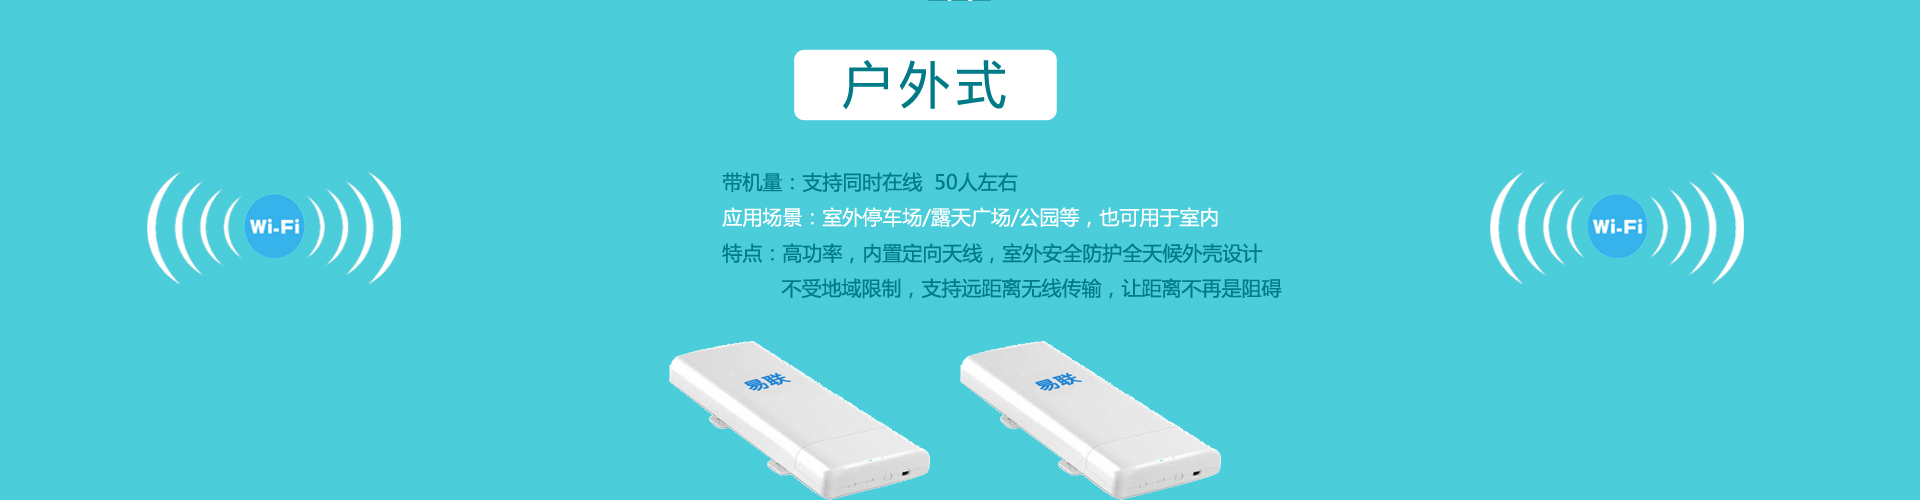 户外式
带机量：支持同时在线 50人左右
应用场景：室外停车场/露天广场/公园等，也可用于室内
Wi-Fi
Wi-Fi
特点：高功率，内置定向天线，室外安全防护全天候外壳设计
不受地域限制，支持远距离无线传输，让距离不再是阻碍
易联
易联